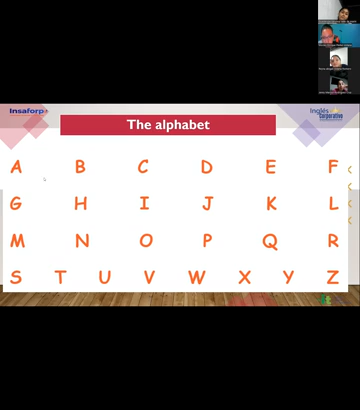 Insaforp
Inglés
Corporativo
The alphabet
A B C D E F
G H I J K L
M N O P Q R
S T U V W X Y Z